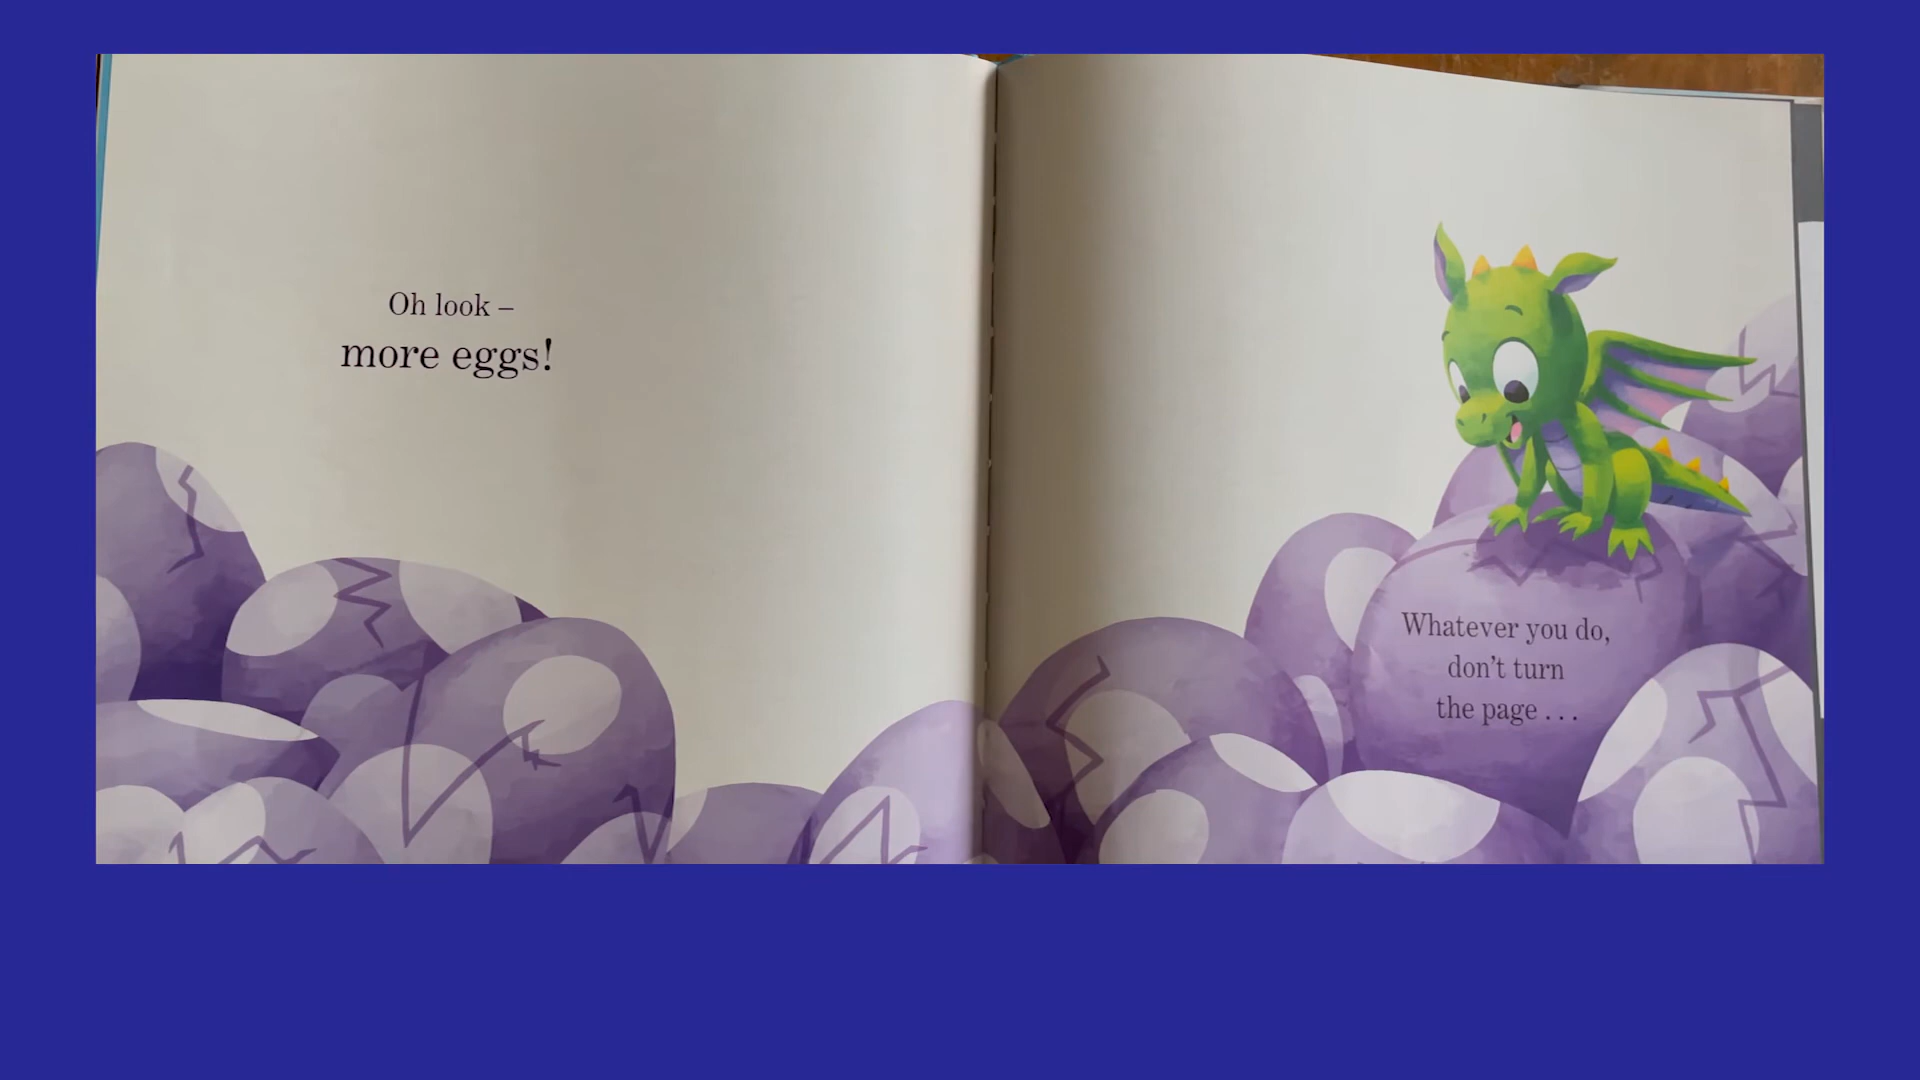 Oh look –
more eggs!
Whatever you do,
don’t turn
the page . . .